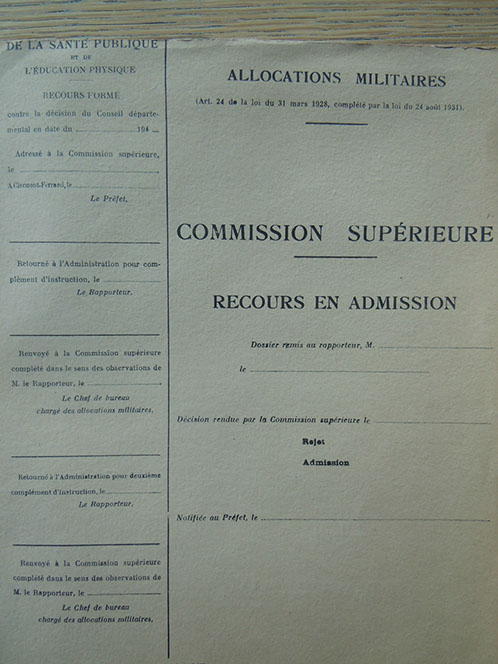 DE LA SANTÉ PUBLIQUE
ET DE
L'ÉDUCATION PHYSIQUE
RECOURS FORMÉ
contre la décision du Conseil départe-
mental en date du ........ 194...
Adressé à la Commission supérieure,
le ........
A Clermont-Ferrand, le ........
Le Préfet,
Retourné à l'Administration pour com-
plément d'instruction, le ........
Le Rapporteur,
Renvoyé à la Commission supérieure
complété dans le sens des observations de
M. le Rapporteur, le ........
Le Chef de bureau
chargé des allocations militaires,
Retourné à l'Administration pour deuxième
complément d'instruction, le ........
Le Rapporteur,
Renvoyé à la Commission supérieure
complété dans le sens des observations de
M. le Rapporteur, le ........
Le Chef de bureau
chargé des allocations militaires,
ALLOCATIONS MILITAIRES
(Art. 24 de la loi du 31 mars 1928, complété par la loi du 24 août 1931).
COMMISSION SUPÉRIEURE
RECOURS EN ADMISSION
Dossier remis au rapporteur, M. ........
le ........
Décision rendue par la Commission supérieure le ........
Rejet
Admission
Notifiée au Préfet, le ........